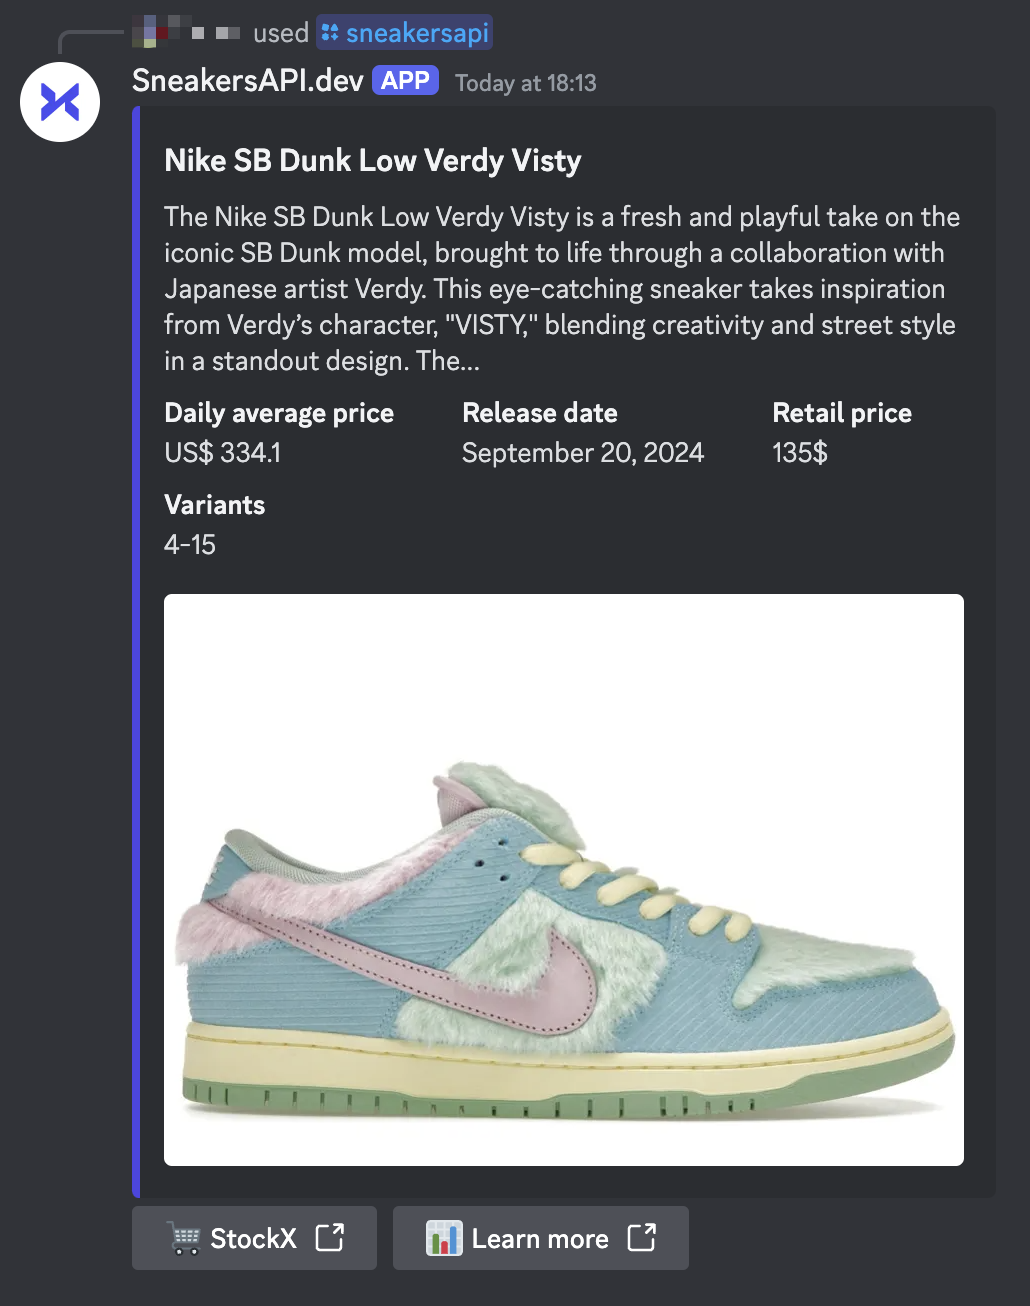 used sneakersapi
SneakersAPI.dev APP Today at 18:13
Nike SB Dunk Low Verdy Visty
The Nike SB Dunk Low Verdy Visty is a fresh and playful take on the
iconic SB Dunk model, brought to life through a collaboration with
Japanese artist Verdy. This eye-catching sneaker takes inspiration
from Verdy’s character, "VISTY," blending creativity and street style
in a standout design. The...
Daily average price Release date Retail price
US$ 334.1 September 20, 2024 135$
Variants
4-15
StockX Learn more